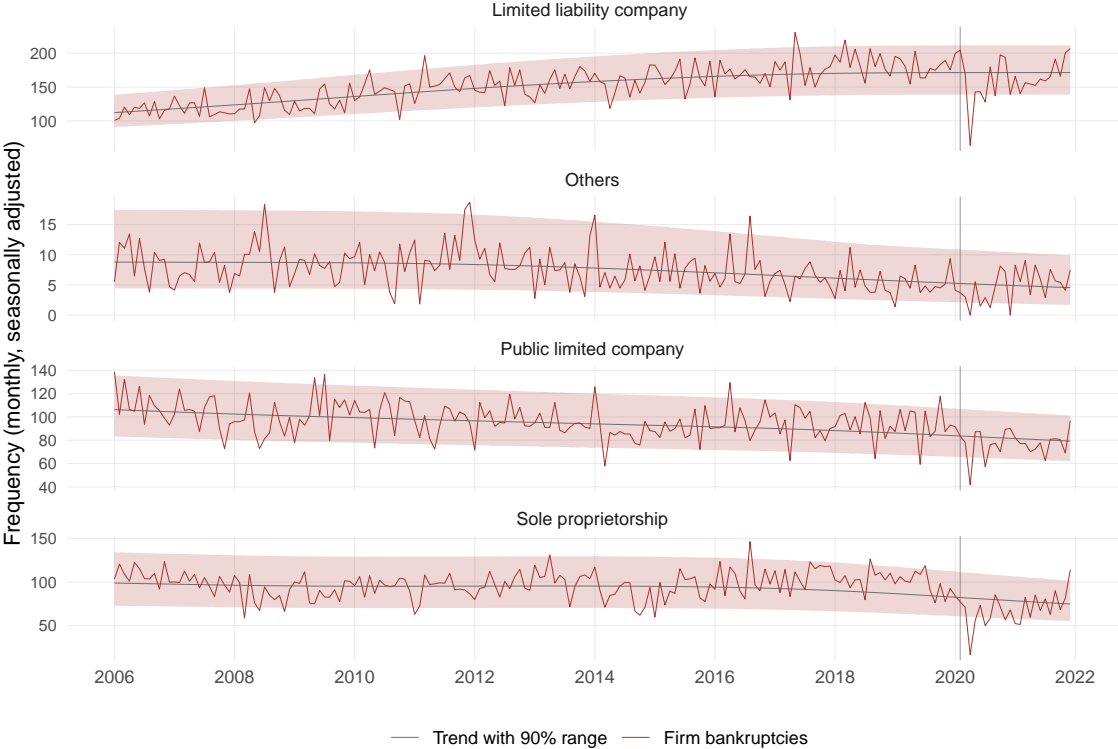 Limited liability company
200
150
100
Others
15
10
5
0
Public limited company
140
120
100
80
60
40
Sole proprietorship
150
100
50
2006 2008 2010 2012 2014 2016 2018 2020 2022
Frequency (monthly, seasonally adjusted)
Trend with 90% range Firm bankruptcies